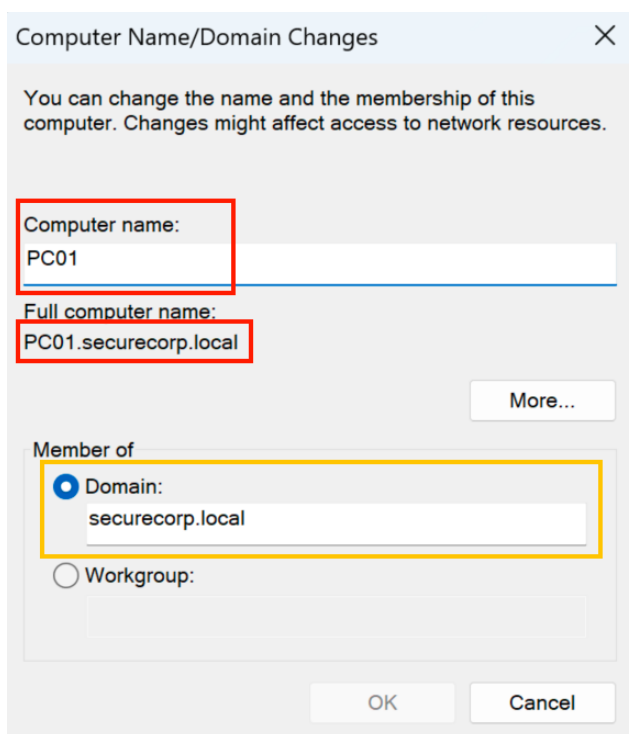 Computer Name/Domain Changes
You can change the name and the membership of this
computer. Changes might affect access to network resources.
Computer name:
PC01
Full computer name:
PC01.securecorp.local
More...
Member of
Domain:
securecorp.local
Workgroup:
OK
Cancel